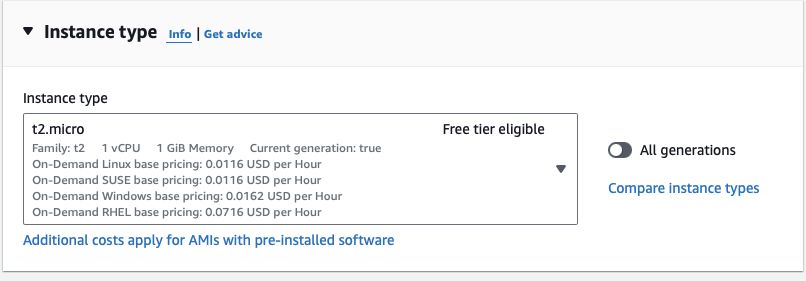 Instance type Info | Get advice
Instance type
t2.micro Free tier eligible
Family: t2 1 vCPU 1 GiB Memory Current generation: true
On-Demand Linux base pricing: 0.0116 USD per Hour
On-Demand SUSE base pricing: 0.0116 USD per Hour
On-Demand Windows base pricing: 0.0162 USD per Hour
On-Demand RHEL base pricing: 0.0716 USD per Hour
All generations
Compare instance types
Additional costs apply for AMIs with pre-installed software